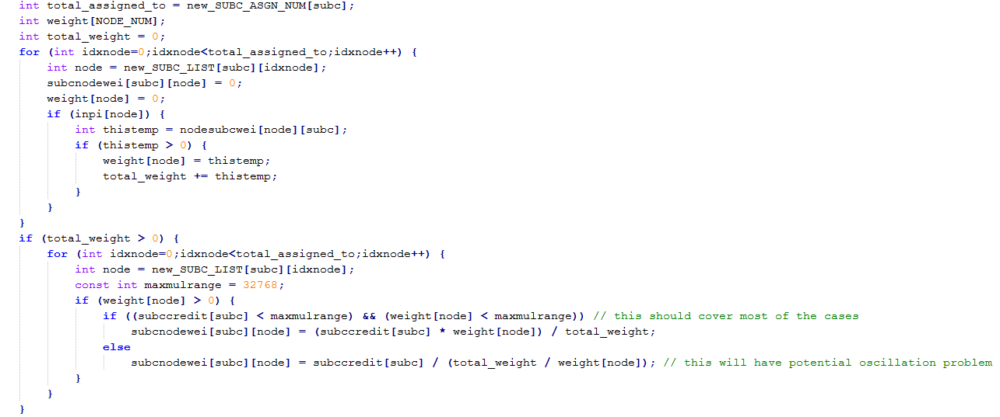 int total_assigned_to = new_SUBC_ASGN_NUM[subc];
int weight[NODE_NUM];
int total_weight = 0;
for (int idxnode=0;idxnode<total_assigned_to;idxnode++) {
    int node = new_SUBC_LIST[subc][idxnode];
    subcnodewei[subc][node] = 0;
    weight[node] = 0;
    if (inpi[node]) {
        int thistemp = nodesubcwei[node][subc];
        if (thistemp > 0) {
            weight[node] = thistemp;
            total_weight += thistemp;
        }
    }
}
if (total_weight > 0) {
    for (int idxnode=0;idxnode<total_assigned_to;idxnode++) {
        int node = new_SUBC_LIST[subc][idxnode];
        const int maxmulrange = 32768;
        if (weight[node] > 0) {
            if ((subccredit[subc] < maxmulrange) && (weight[node] < maxmulrange)) // this should cover most of the cases
                subcnodewei[subc][node] = (subccredit[subc] * weight[node]) / total_weight;
            else
                subcnodewei[subc][node] = subccredit[subc] / (total_weight / weight[node]); // this will have potential oscillation problem
        }
    }
}